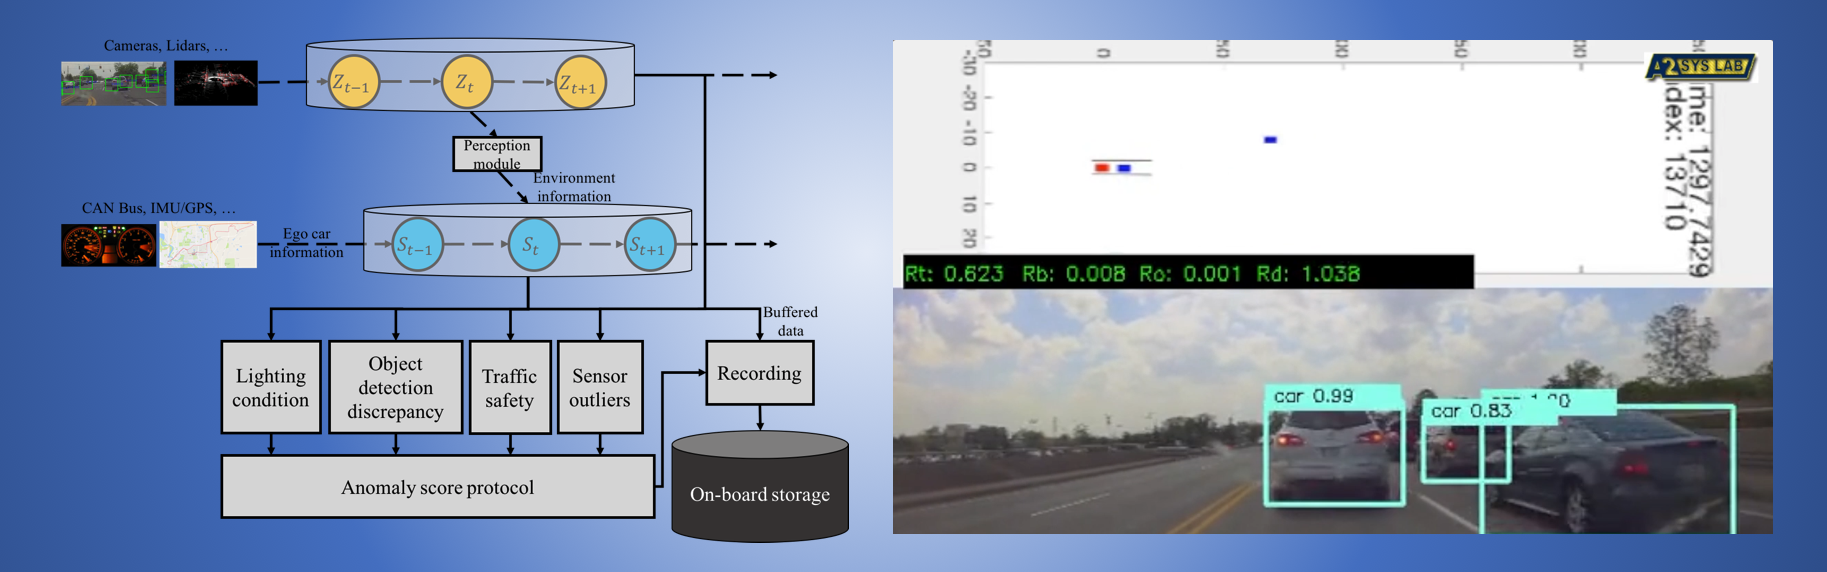 Cameras, Lidars, …
Z_{t-1}
Z_t
Z_{t+1}
Perception
module
Environment
information
CAN Bus, IMU/GPS, …
Ego car
information
S_{t-1}
S_t
S_{t+1}
Buffered
data
Lighting
condition
Object
detection
discrepancy
Traffic
safety
Sensor
outliers
Recording
Anomaly score protocol
On-board storage
0
-30
-20
-10
0
10
20
A2 SYS LAB
me: 1297.7429
dex: 13710
Rt: 0.623 Rb: 0.008 Ro: 0.001 Rd: 1.038
car 0.99
car 0.83